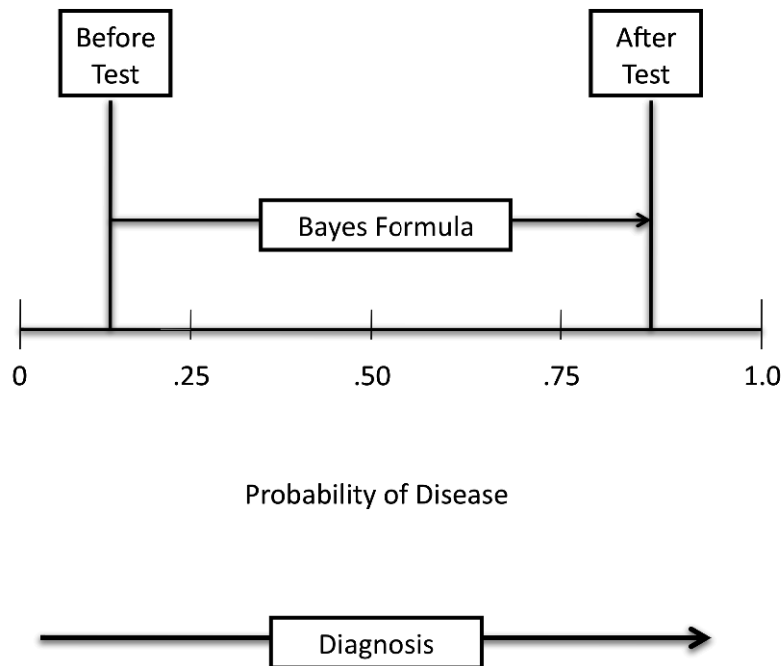 Before
Test
After
Test
Bayes Formula
0
.25
.50
.75
1.0
Probability of Disease
Diagnosis